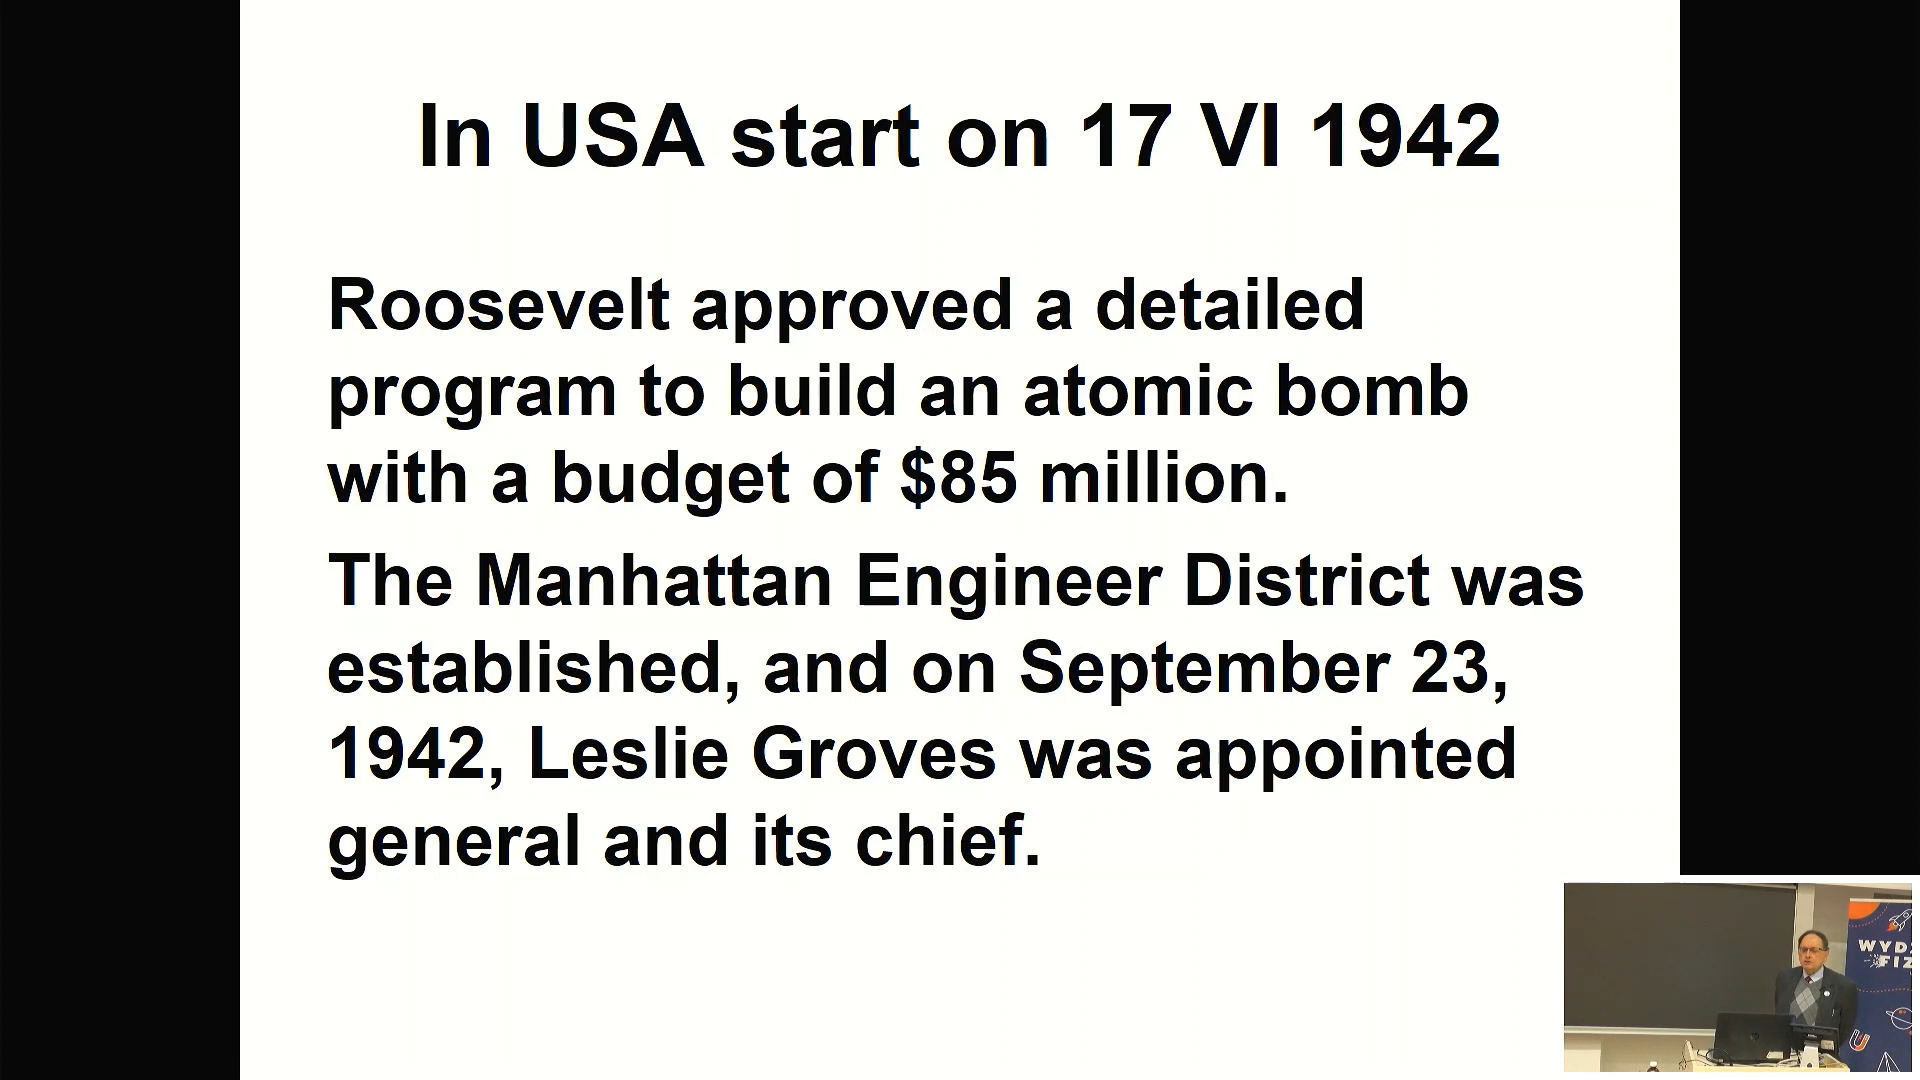 In USA start on 17 VI 1942
Roosevelt approved a detailed
program to build an atomic bomb
with a budget of $85 million.
The Manhattan Engineer District was
established, and on September 23,
1942, Leslie Groves was appointed
general and its chief.
WYDZ
FIZ